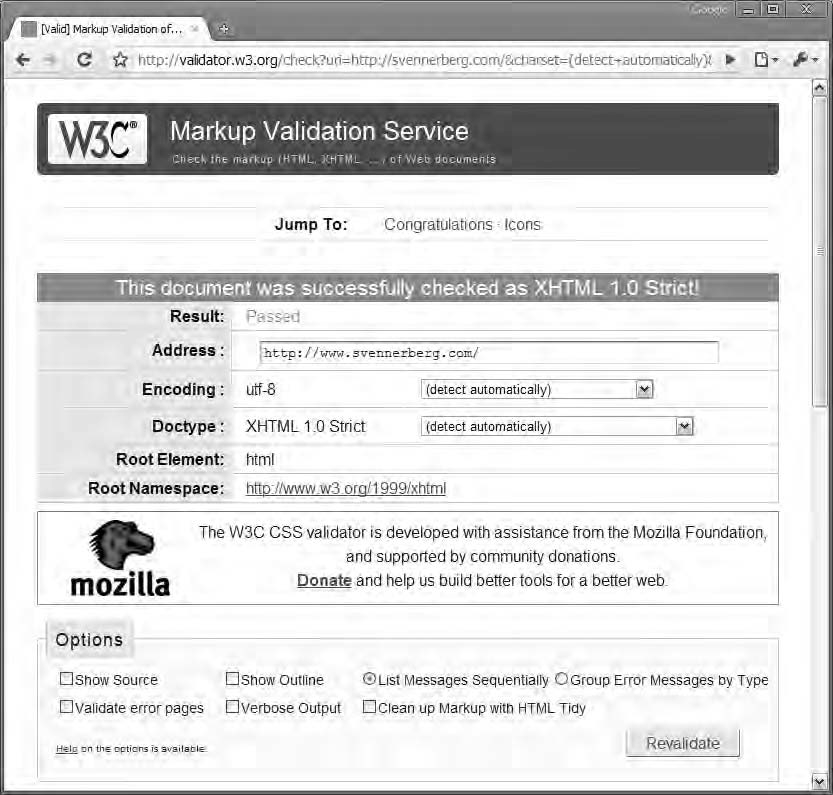 Google
[Valid] Markup Validation of...
http://validator.w3.org/check?uri=http://svennerberg.com/&charset={detect+automatically}&
W3C® Markup Validation Service
Check the markup (HTML, XHTML, ...) of Web documents
Jump To: Congratulations · Icons
This document was successfully checked as XHTML 1.0 Strict!
Result: Passed
Address : http://www.svennerberg.com/
Encoding : utf-8 (detect automatically)
Doctype : XHTML 1.0 Strict (detect automatically)
Root Element: html
Root Namespace: http://www.w3.org/1999/xhtml
mozilla
The W3C CSS validator is developed with assistance from the Mozilla Foundation,
and supported by community donations.
Donate and help us build better tools for a better web.
Options
Show Source Show Outline List Messages Sequentially Group Error Messages by Type
Validate error pages Verbose Output Clean up Markup with HTML Tidy
Help on the options is available.
Revalidate